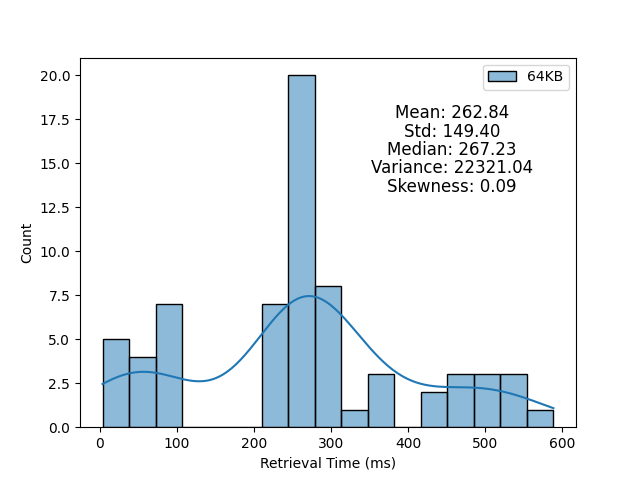 64KB
Mean: 262.84
Std: 149.40
Median: 267.23
Variance: 22321.04
Skewness: 0.09
Count
20.0
17.5
15.0
12.5
10.0
7.5
5.0
2.5
0.0
0 100 200 300 400 500 600
Retrieval Time (ms)